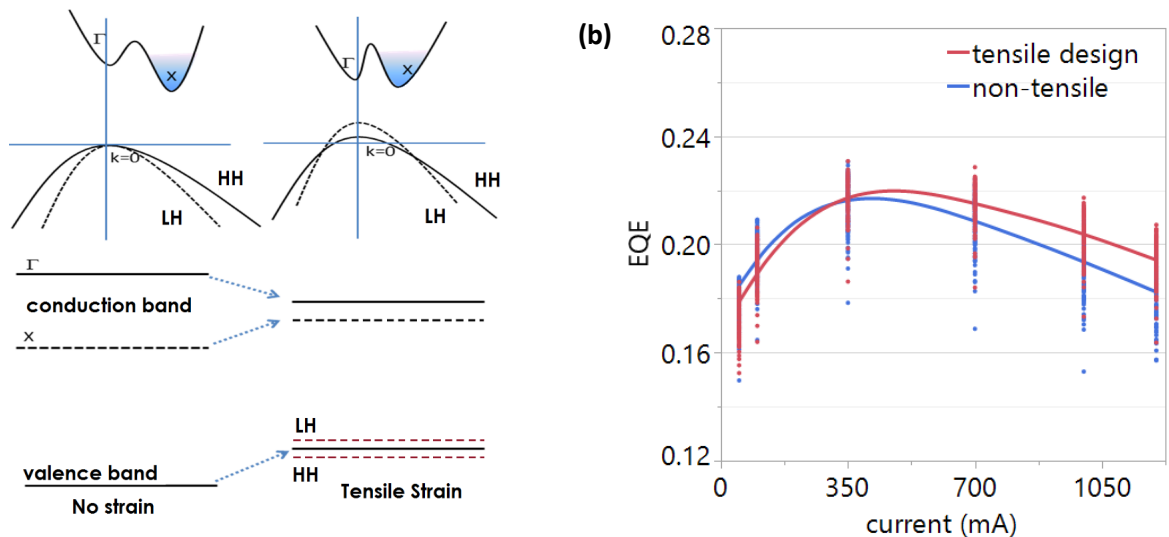 Γ
X
k=0
HH
LH
Γ
X
k=0
HH
LH
Γ
conduction band
X
valence band
No strain
LH
HH
Tensile Strain
(b)
0.28
0.24
0.20
0.16
0.12
EQE
tensile design
non-tensile
0
350
700
1050
current (mA)